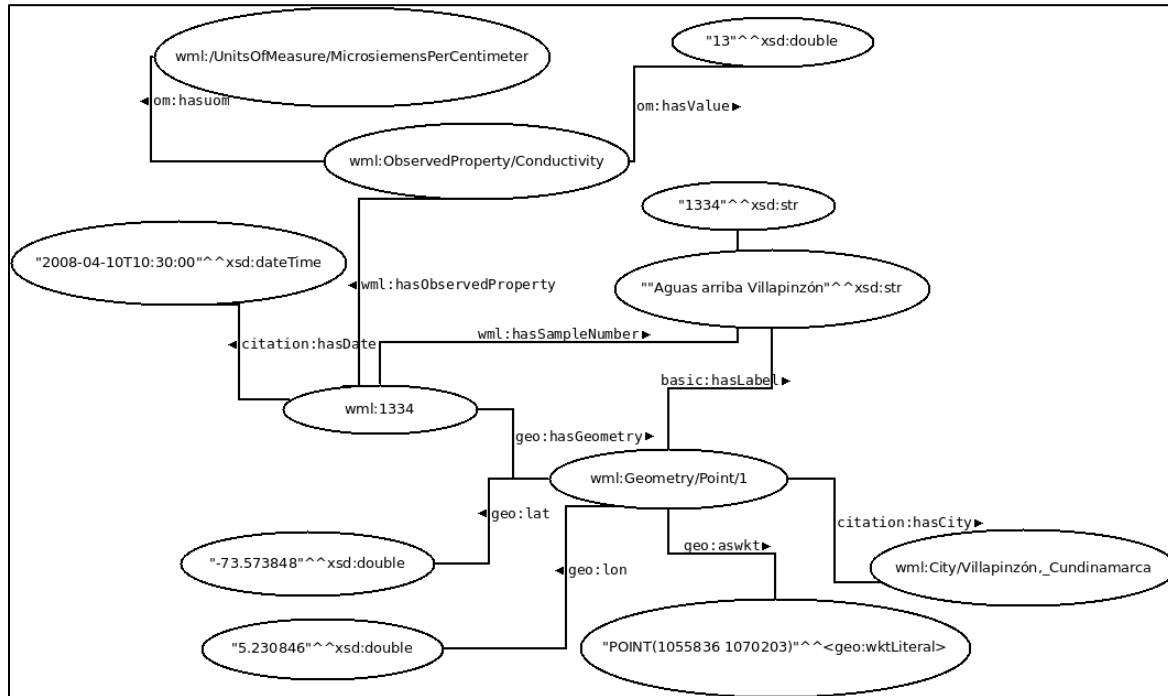 wml:/UnitsOfMeasure/MicrosiemensPerCentimeter
"13"^^xsd:double
om:hasuom
om:hasValue
wml:ObservedProperty/Conductivity
"1334"^^xsd:str
"2008-04-10T10:30:00"^^xsd:dateTime
wml:hasObservedProperty
""Aguas arriba Villapinzón"^^xsd:str
citation:hasDate
wml:hasSampleNumber
basic:hasLabel
wml:1334
geo:hasGeometry
wml:Geometry/Point/1
geo:lat
citation:hasCity
geo:aswkt
"-73.573848"^^xsd:double
geo:lon
wml:City/Villapinzón,_Cundinamarca
"5.230846"^^xsd:double
"POINT(1055836 1070203)"^^<geo:wktLiteral>